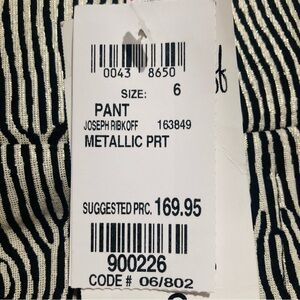 0043 8650
SIZE: 6
PANT
JOSEPH RIBKOFF 163849
METALLIC PRT
SUGGESTED PRC. 169.95
900226
CODE # 06/802